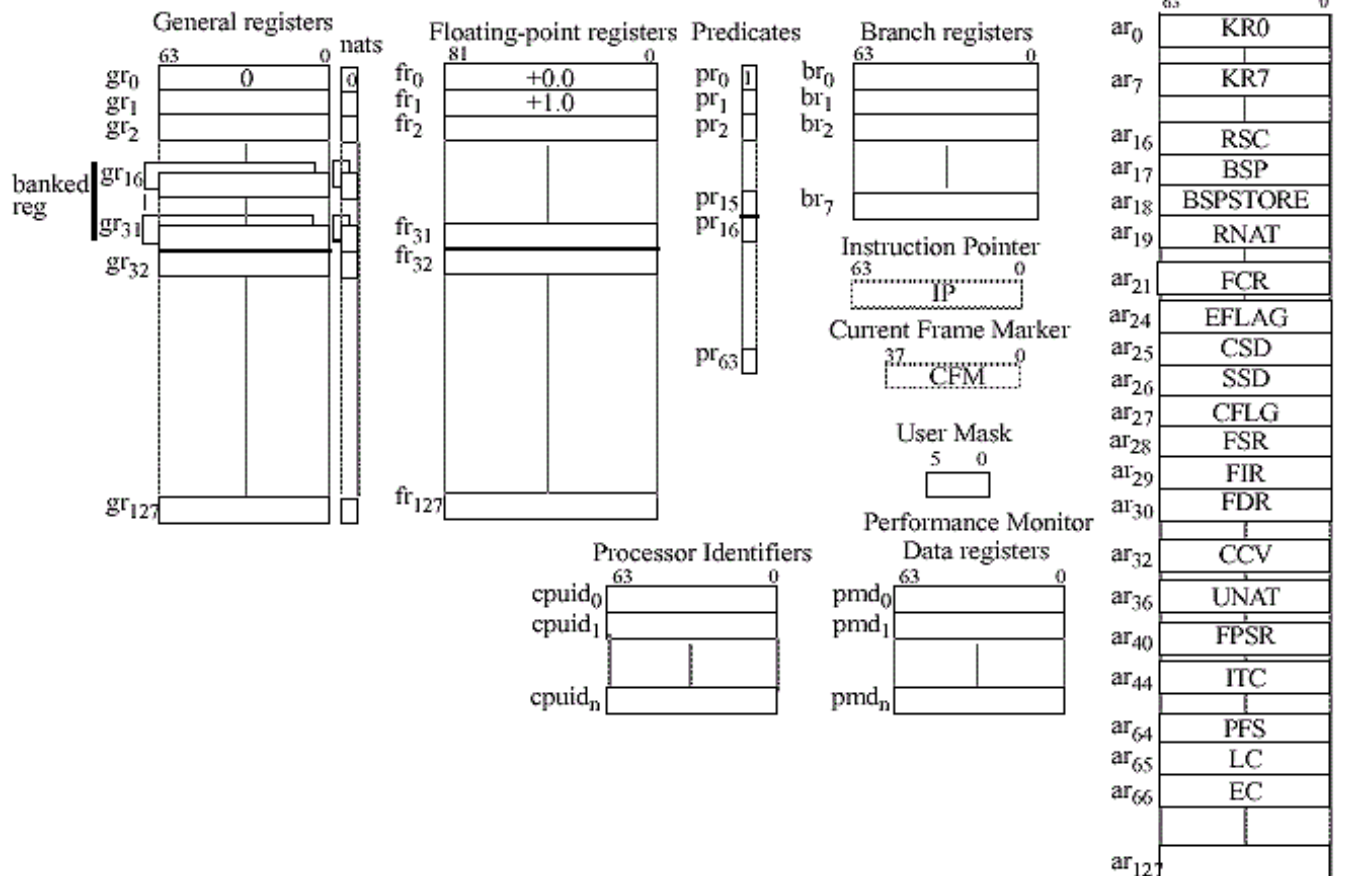 General registers
63 0
nats
gr0 0 0
gr1
gr2
banked reg
gr16
gr31
gr32
gr127
Floating-point registers
81 0
fr0 +0.0
fr1 +1.0
fr2
fr31
fr32
fr127
Predicates
pr0 1
pr1
pr2
pr15
pr16
pr63
Branch registers
63 0
br0
br1
br2
br7
Instruction Pointer
63 0
IP
Current Frame Marker
37 0
CFM
User Mask
5 0
Processor Identifiers
63 0
cpuid0
cpuid1
cpuidn
Performance Monitor
Data registers
63 0
pmd0
pmd1
pmdn
63 0
ar0 KR0
ar7 KR7
ar16 RSC
ar17 BSP
ar18 BSPSTORE
ar19 RNAT
ar21 FCR
ar24 EFLAG
ar25 CSD
ar26 SSD
ar27 CFLG
ar28 FSR
ar29 FIR
ar30 FDR
ar32 CCV
ar36 UNAT
ar40 FPSR
ar44 ITC
ar64 PFS
ar65 LC
ar66 EC
ar127